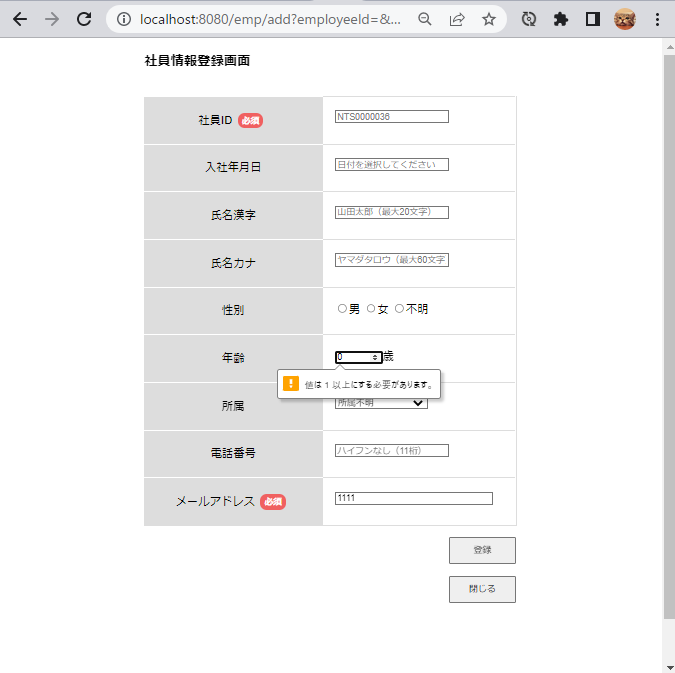 localhost:8080/emp/add?employeeId=&...
社員情報登録画面
社員ID 必須
NTS0000036
入社年月日
日付を選択してください
氏名漢字
山田太郎（最大20文字）
氏名カナ
ヤマダタロウ（最大60文字
性別
男 女 不明
年齢
0 歳
値は 1 以上にする必要があります。
所属
所属不明
電話番号
ハイフンなし（11桁）
メールアドレス 必須
1111
登録
閉じる